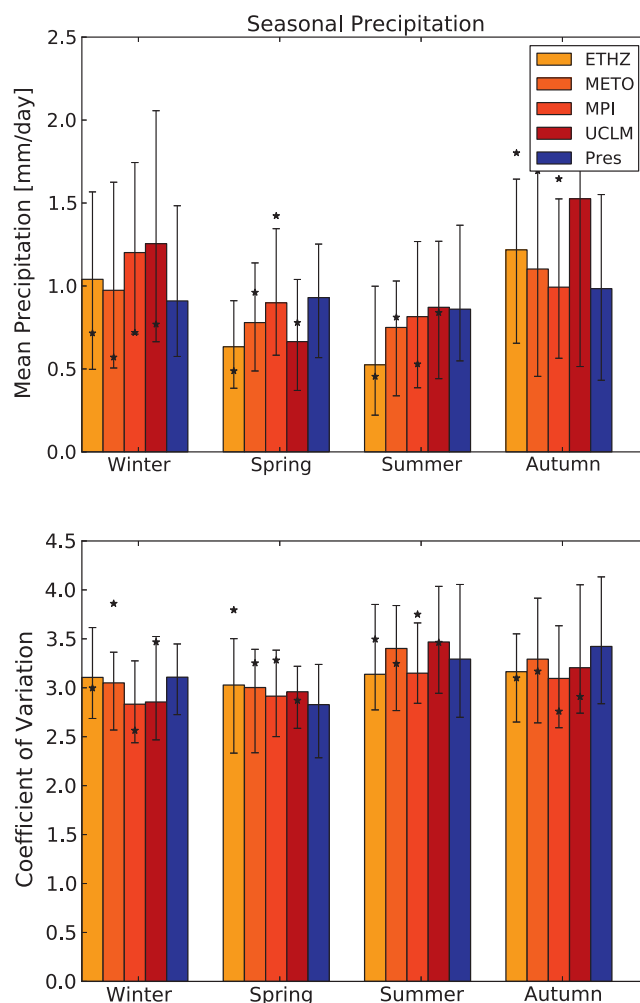 Seasonal Precipitation
2.5
2.0
1.5
1.0
0.5
0.0
Mean Precipitation [mm/day]
ETHZ
METO
MPI
UCLM
Pres
Winter Spring Summer Autumn
4.5
4.0
3.5
3.0
2.5
2.0
1.5
1.0
0.5
0.0
Coefficient of Variation
Winter Spring Summer Autumn